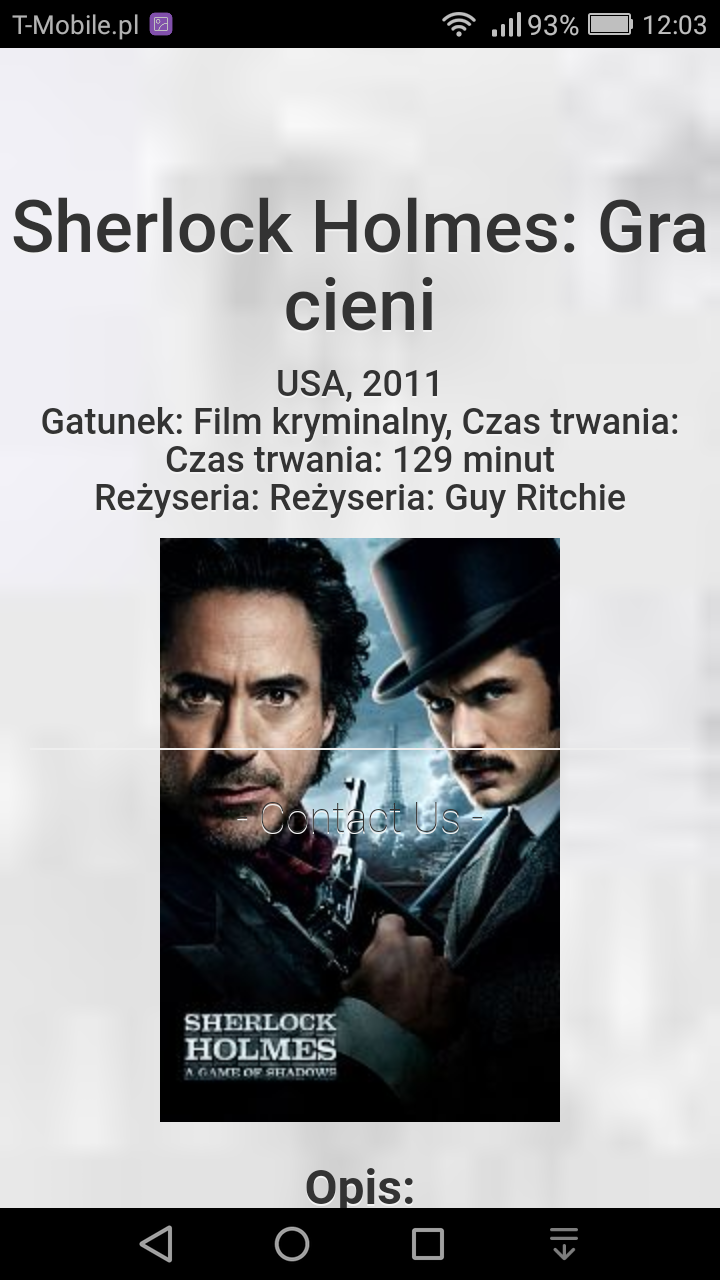 T-Mobile.pl 93% 12:03
Sherlock Holmes: Gra
cieni
USA, 2011
Gatunek: Film kryminalny, Czas trwania:
Czas trwania: 129 minut
Reżyseria: Reżyseria: Guy Ritchie
- Contact Us -
SHERLOCK
HOLMES
A GAME OF SHADOWS
Opis: